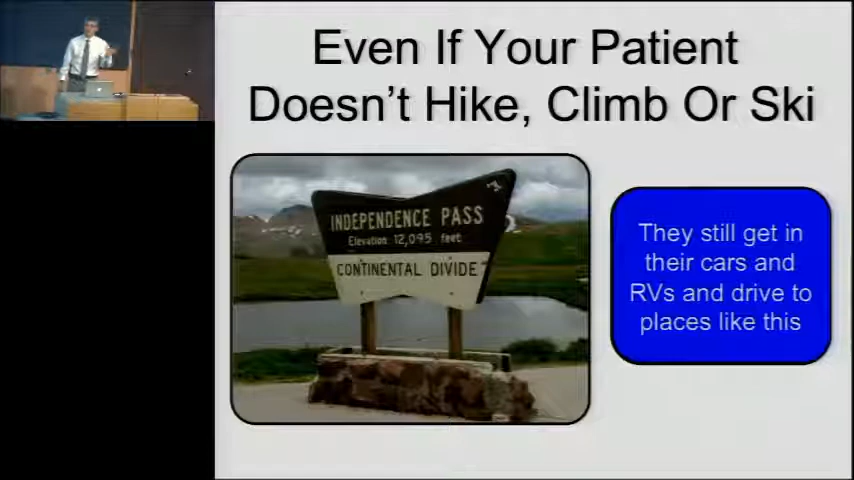 Even If Your Patient
Doesn't Hike, Climb Or Ski
INDEPENDENCE PASS
Elevation 12,095 feet
CONTINENTAL DIVIDE
They still get in
their cars and
RVs and drive to
places like this